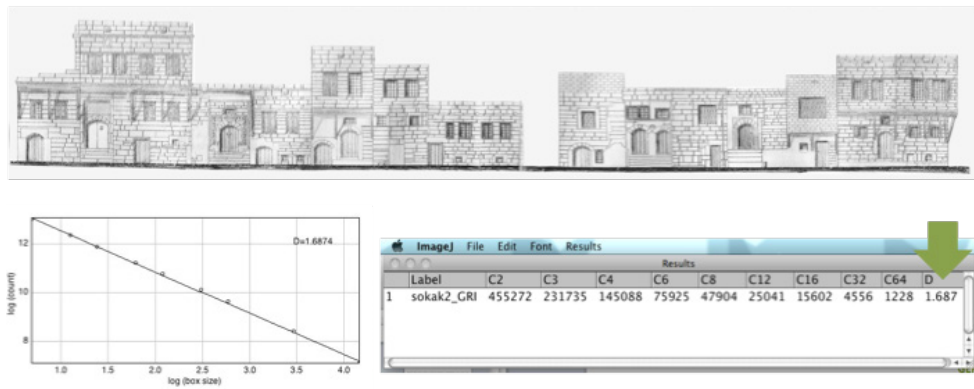 D=1.6874
12
10
8
log (count)
1.0 1.5 2.0 2.5 3.0 3.5 4.0
log (box size)
ImageJ File Edit Font Results
Results
Label C2 C3 C4 C6 C8 C12 C16 C32 C64 D
1 sokak2_GRI 455272 231735 145088 75925 47904 25041 15602 4556 1228 1.687